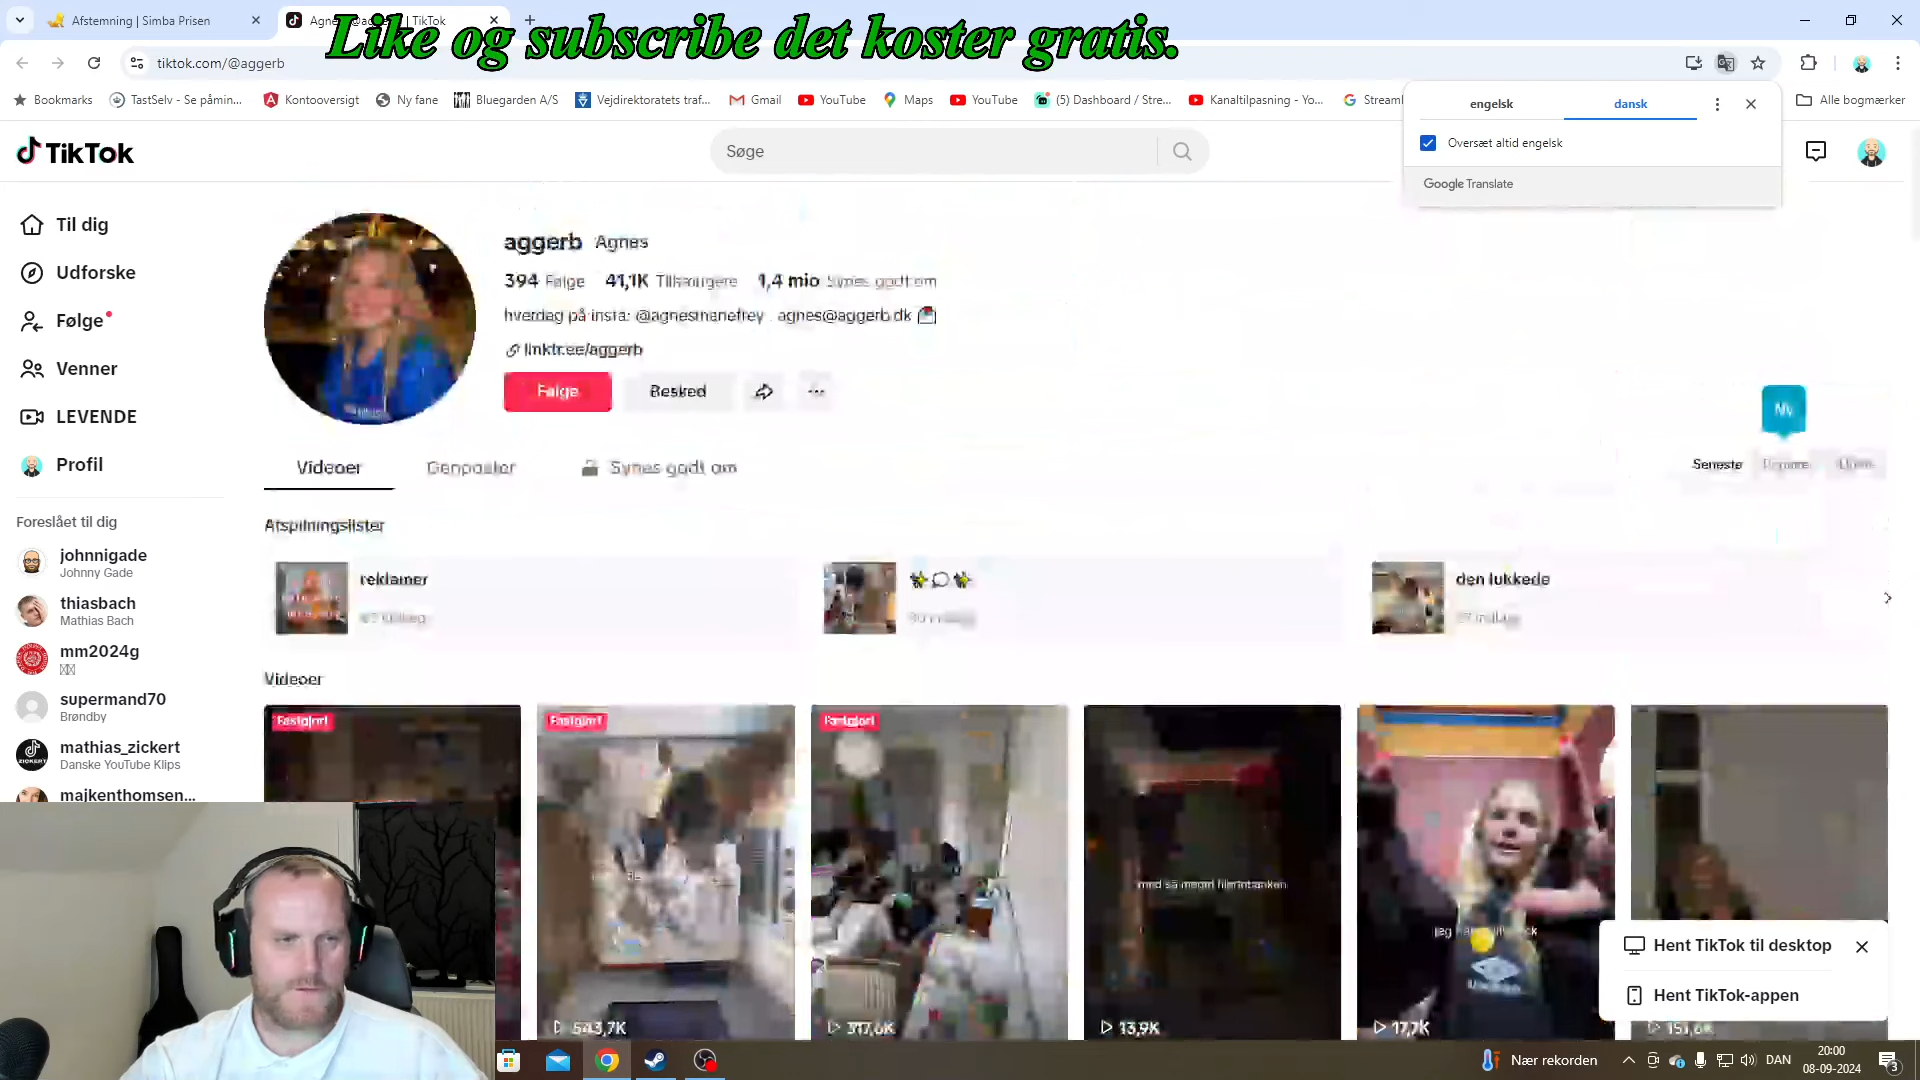 Afstemning | Simba Prisen
TikTok
Like og subscribe det koster gratis.
tiktok.com/@aggerb
Bookmarks
TastSelv - Se påmin...
Kontooversigt
Ny fane
Bluegarden A/S
Vejdirektoratets traf...
Gmail
YouTube
Maps
YouTube
(5) Dashboard / Stre...
Kanaltilpasning - Yo...
Alle bogmærker
engelsk
dansk
Oversæt altid engelsk
Google Translate
TikTok
Søge
Til dig
Udforske
Følge
Venner
LEVENDE
Profil
Foreslået til dig
johnnigade
Johnny Gade
thiasbach
Mathias Bach
mm2024g
supermand70
Brøndby
mathias_zickert
Danske YouTube Klips
majkenthomsen...
aggerb Agnes
394 Følge 41,1K 1,4 mio Synes godt om
agnes@aggerb.dk
linktr.ee/aggerb
Følge
Besked
Videoer
Synes godt om
Seneste
Afspilningslister
reklamer
den lukkede
Videoer
Fastgjort
Fastgjort
Fastgjort
543,7K
317,6K
13,9K
17,7K
Hent TikTok til desktop
Hent TikTok-appen
Nær rekorden
DAN
20:00
08-09-2024
3